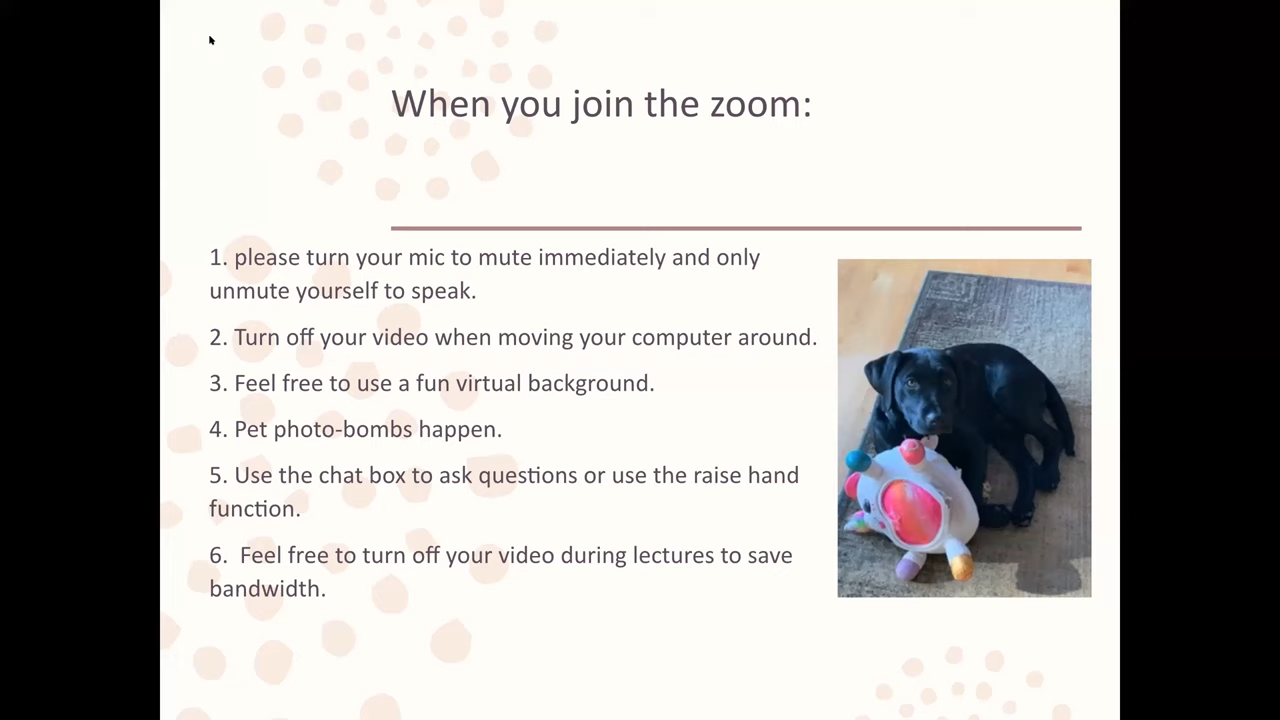 When you join the zoom:
1. please turn your mic to mute immediately and only
unmute yourself to speak.
2. Turn off your video when moving your computer around.
3. Feel free to use a fun virtual background.
4. Pet photo-bombs happen.
5. Use the chat box to ask questions or use the raise hand
function.
6.  Feel free to turn off your video during lectures to save
bandwidth.